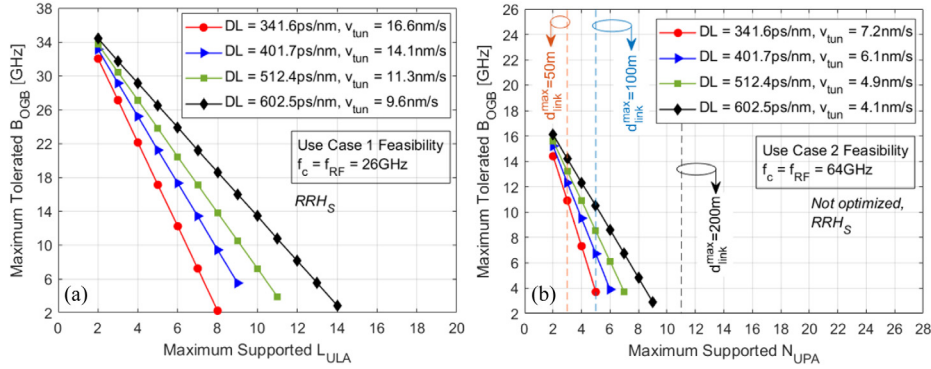 (a)
Maximum Tolerated B_OGB [GHz]
38
34
30
26
22
18
14
10
6
2
DL = 341.6ps/nm, v_tun = 16.6nm/s
DL = 401.7ps/nm, v_tun = 14.1nm/s
DL = 512.4ps/nm, v_tun = 11.3nm/s
DL = 602.5ps/nm, v_tun = 9.6nm/s
Use Case 1 Feasibility
f_c = f_RF = 26GHz
RRH_S
(a)
0 2 4 6 8 10 12 14 16 18 20
Maximum Supported L_ULA
(b)
Maximum Tolerated B_OGB [GHz]
26
24
22
20
18
16
14
12
10
8
6
4
2
d_link^max=50m
d_link^max=100m
d_link^max=200m
DL = 341.6ps/nm, v_tun = 7.2nm/s
DL = 401.7ps/nm, v_tun = 6.1nm/s
DL = 512.4ps/nm, v_tun = 4.9nm/s
DL = 602.5ps/nm, v_tun = 4.1nm/s
Use Case 2 Feasibility
f_c = f_RF = 64GHz
Not optimized,
RRH_S
(b)
0 2 4 6 8 10 12 14 16 18 20 22 24 26 28
Maximum Supported N_UPA